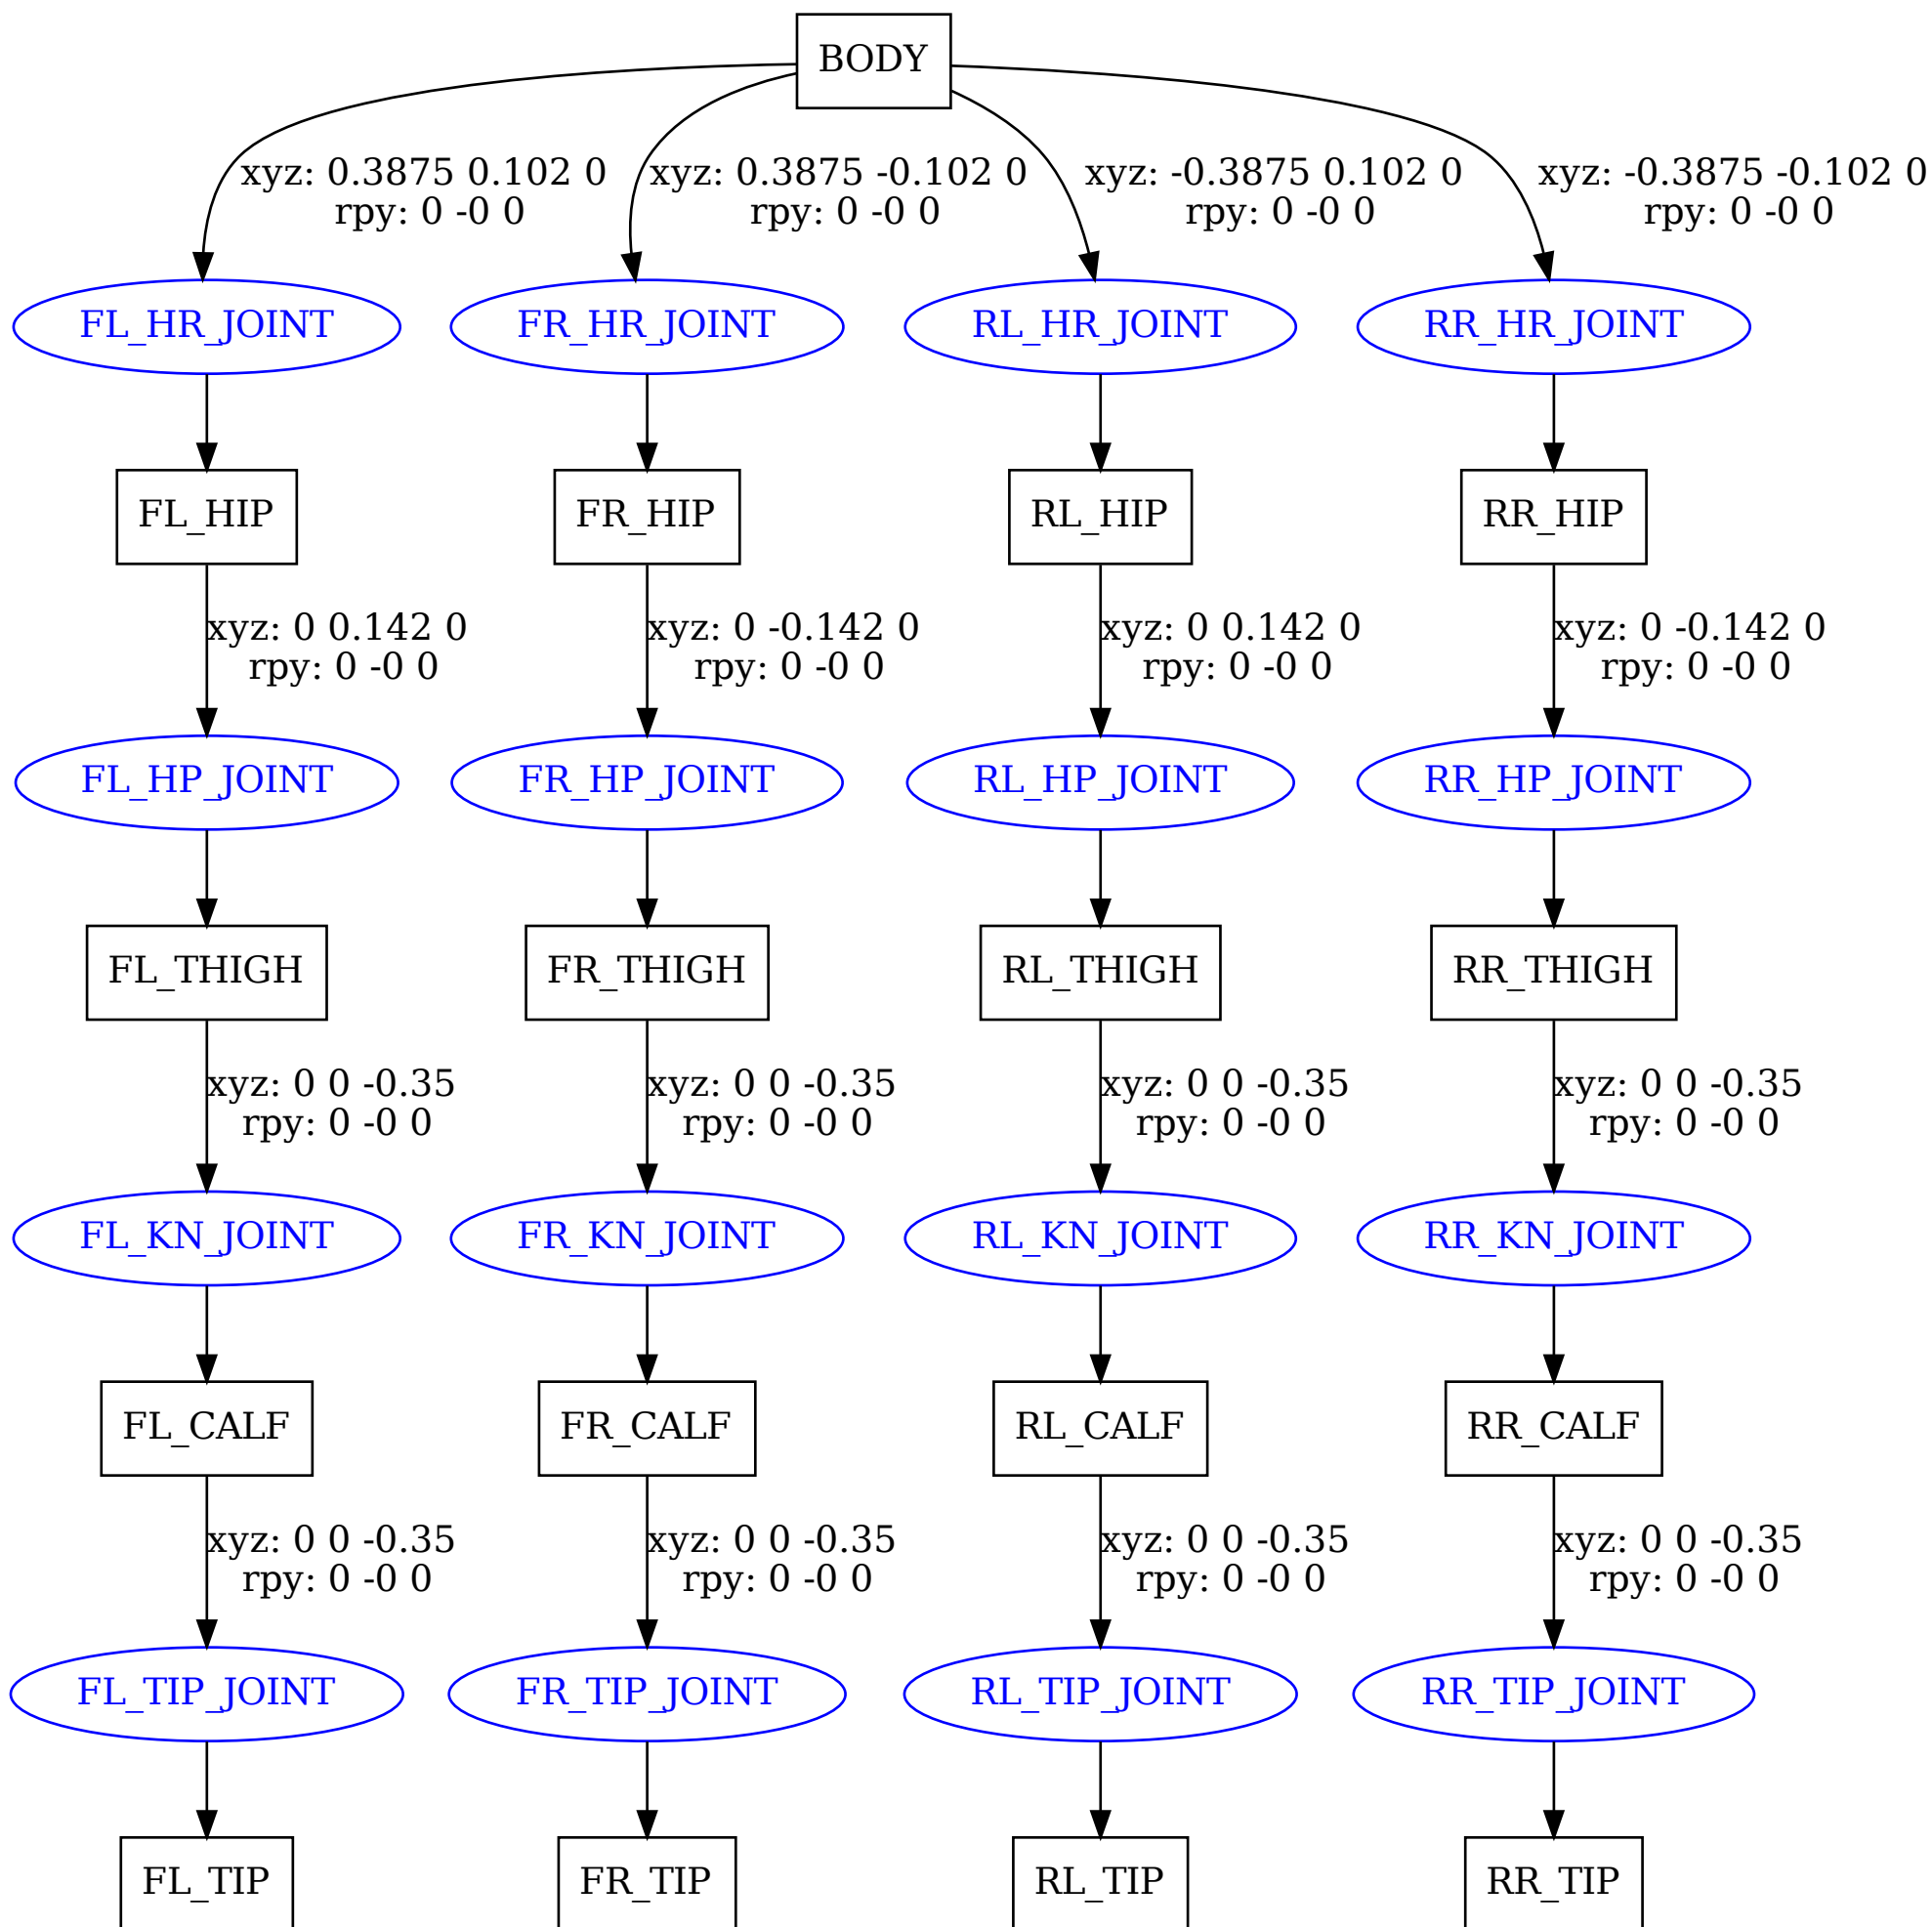 BODY
xyz: 0.3875 0.102 0
rpy: 0 -0 0
xyz: 0.3875 -0.102 0
rpy: 0 -0 0
xyz: -0.3875 0.102 0
rpy: 0 -0 0
xyz: -0.3875 -0.102 0
rpy: 0 -0 0
FL_HR_JOINT
FR_HR_JOINT
RL_HR_JOINT
RR_HR_JOINT
FL_HIP
FR_HIP
RL_HIP
RR_HIP
xyz: 0 0.142 0
rpy: 0 -0 0
xyz: 0 -0.142 0
rpy: 0 -0 0
xyz: 0 0.142 0
rpy: 0 -0 0
xyz: 0 -0.142 0
rpy: 0 -0 0
FL_HP_JOINT
FR_HP_JOINT
RL_HP_JOINT
RR_HP_JOINT
FL_THIGH
FR_THIGH
RL_THIGH
RR_THIGH
xyz: 0 0 -0.35
rpy: 0 -0 0
xyz: 0 0 -0.35
rpy: 0 -0 0
xyz: 0 0 -0.35
rpy: 0 -0 0
xyz: 0 0 -0.35
rpy: 0 -0 0
FL_KN_JOINT
FR_KN_JOINT
RL_KN_JOINT
RR_KN_JOINT
FL_CALF
FR_CALF
RL_CALF
RR_CALF
xyz: 0 0 -0.35
rpy: 0 -0 0
xyz: 0 0 -0.35
rpy: 0 -0 0
xyz: 0 0 -0.35
rpy: 0 -0 0
xyz: 0 0 -0.35
rpy: 0 -0 0
FL_TIP_JOINT
FR_TIP_JOINT
RL_TIP_JOINT
RR_TIP_JOINT
FL_TIP
FR_TIP
RL_TIP
RR_TIP